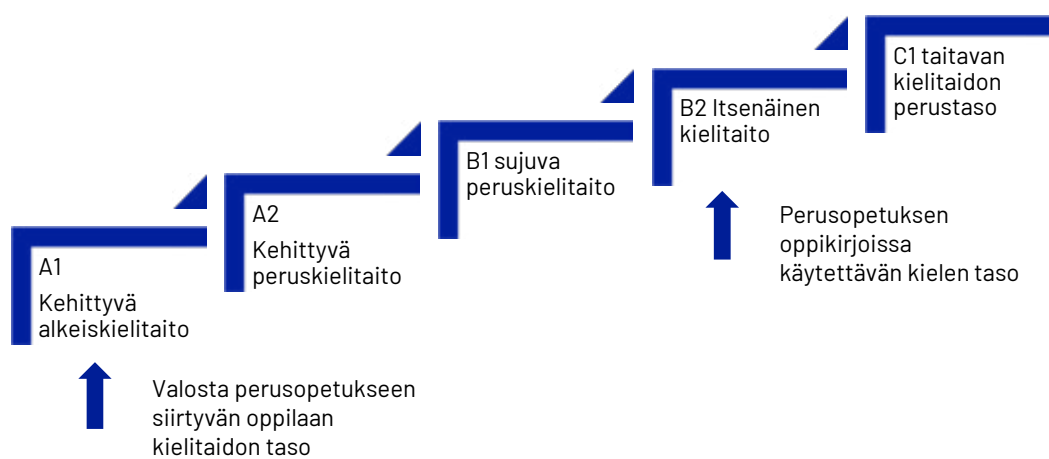 A1
Kehittyvä
alkeiskielitaito
Valosta perusopetukseen
siirtyvän oppilaan
kielitaidon taso
A2
Kehittyvä
peruskielitaito
B1 sujuva
peruskielitaito
B2 Itsenäinen
kielitaito
Perusopetuksen
oppikirjoissa
käytettävän kielen taso
C1 taitavan
kielitaidon
perustaso